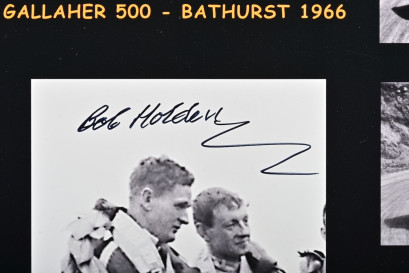 GALLAHER 500 - BATHURST 1966
Bob Holden